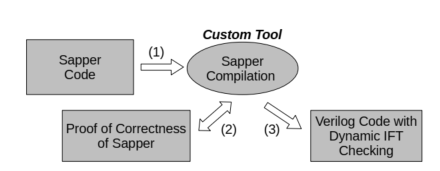 Custom Tool
Sapper
Code
(1)
Sapper
Compilation
Proof of Correctness
of Sapper
(2)
(3)
Verilog Code with
Dynamic IFT
Checking